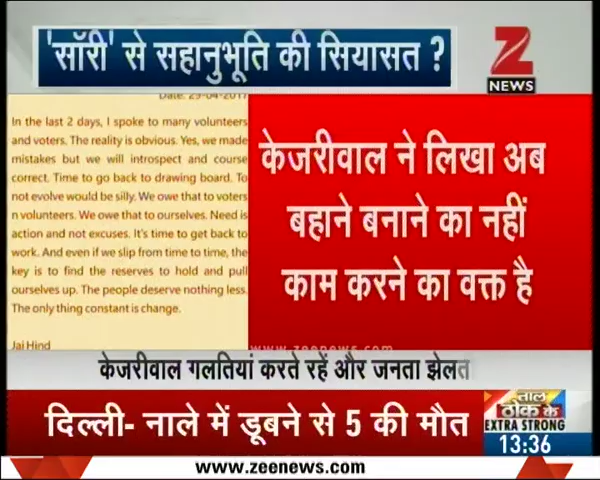 'सॉरी' से सहानुभूति की सियासत ?
Z
NEWS
Date: 29-04-2017
In the last 2 days, I spoke to many volunteers
and voters. The reality is obvious. Yes, we made
mistakes but we will introspect and course
correct. Time to go back to drawing board. To
not evolve would be silly. We owe that to voters
n volunteers. We owe that to ourselves. Need is
action and not excuses. It's time to get back to
work. And even if we slip from time to time, the
key is to find the reserves to hold and pull
ourselves up. The people deserve nothing less.
The only thing constant is change.
Jai Hind
केजरीवाल ने लिखा अब
बहाने बनाने का नहीं
काम करने का वक्त है
www.zeenews.com
केजरीवाल गलतियां करते रहें और जनता झेलत
दिल्ली- नाले में डूबने से 5 की मौत
ताल
ठोक के
EXTRA STRONG
13:36
www.zeenews.com